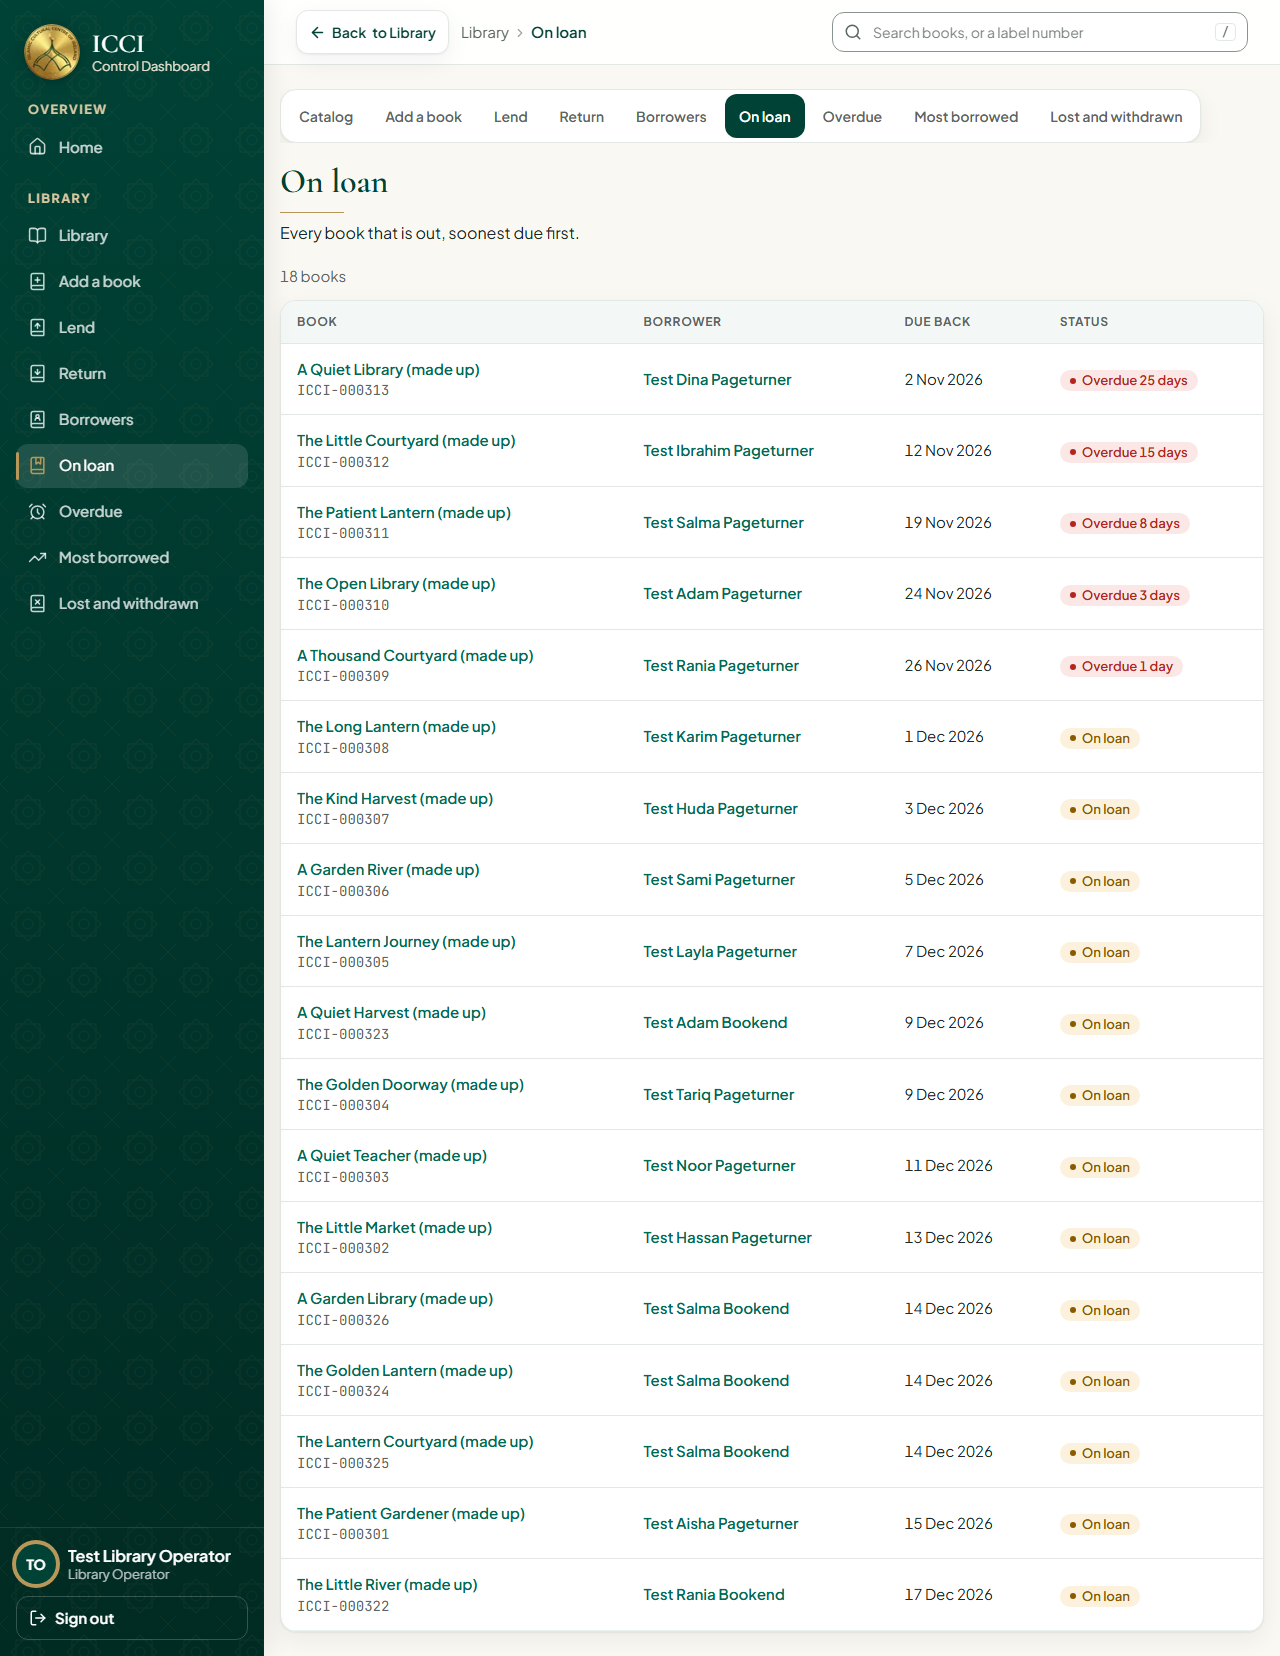 ICCI
Control Dashboard
OVERVIEW
Home
LIBRARY
Library
Add a book
Lend
Return
Borrowers
On loan
Overdue
Most borrowed
Lost and withdrawn
TO
Test Library Operator
Library Operator
Sign out
Back to Library
Library > On loan
Search books, or a label number
/
Catalog Add a book Lend Return Borrowers On loan Overdue Most borrowed Lost and withdrawn
On loan
Every book that is out, soonest due first.
18 books
BOOK BORROWER DUE BACK STATUS
A Quiet Library (made up)
ICCI-000313
Test Dina Pageturner
2 Nov 2026
Overdue 25 days
The Little Courtyard (made up)
ICCI-000312
Test Ibrahim Pageturner
12 Nov 2026
Overdue 15 days
The Patient Lantern (made up)
ICCI-000311
Test Salma Pageturner
19 Nov 2026
Overdue 8 days
The Open Library (made up)
ICCI-000310
Test Adam Pageturner
24 Nov 2026
Overdue 3 days
A Thousand Courtyard (made up)
ICCI-000309
Test Rania Pageturner
26 Nov 2026
Overdue 1 day
The Long Lantern (made up)
ICCI-000308
Test Karim Pageturner
1 Dec 2026
On loan
The Kind Harvest (made up)
ICCI-000307
Test Huda Pageturner
3 Dec 2026
On loan
A Garden River (made up)
ICCI-000306
Test Sami Pageturner
5 Dec 2026
On loan
The Lantern Journey (made up)
ICCI-000305
Test Layla Pageturner
7 Dec 2026
On loan
A Quiet Harvest (made up)
ICCI-000323
Test Adam Bookend
9 Dec 2026
On loan
The Golden Doorway (made up)
ICCI-000304
Test Tariq Pageturner
9 Dec 2026
On loan
A Quiet Teacher (made up)
ICCI-000303
Test Noor Pageturner
11 Dec 2026
On loan
The Little Market (made up)
ICCI-000302
Test Hassan Pageturner
13 Dec 2026
On loan
A Garden Library (made up)
ICCI-000326
Test Salma Bookend
14 Dec 2026
On loan
The Golden Lantern (made up)
ICCI-000324
Test Salma Bookend
14 Dec 2026
On loan
The Lantern Courtyard (made up)
ICCI-000325
Test Salma Bookend
14 Dec 2026
On loan
The Patient Gardener (made up)
ICCI-000301
Test Aisha Pageturner
15 Dec 2026
On loan
The Little River (made up)
ICCI-000322
Test Rania Bookend
17 Dec 2026
On loan